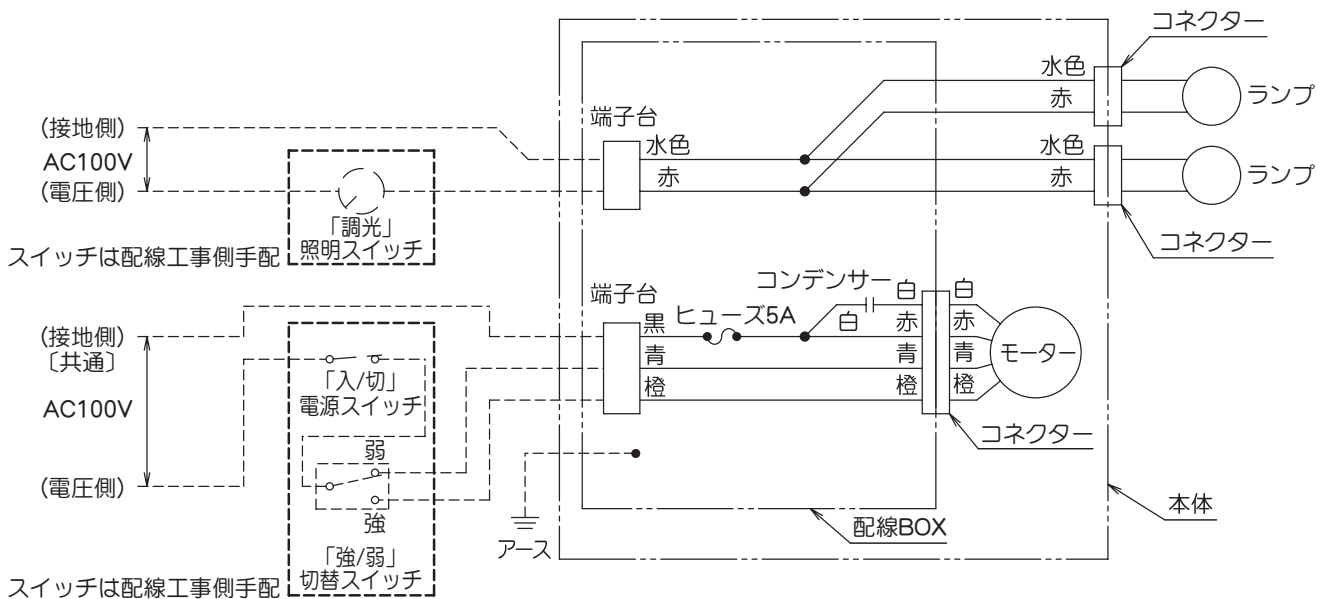 コネクター
水色
赤
ランプ
(接地側)
AC100V
(電圧側)
端子台
水色
赤
水色
赤
ランプ
「調光」
照明スイッチ
スイッチは配線工事側手配
コネクター
端子台
コンデンサー
白
白
ヒューズ5A
白
黒
赤
赤
青
青
青
橙
橙
橙
モーター
(接地側)
〔共通〕
AC100V
(電圧側)
「入/切」
電源スイッチ
弱
強
「強/弱」
切替スイッチ
スイッチは配線工事側手配
コネクター
アース
配線BOX
本体